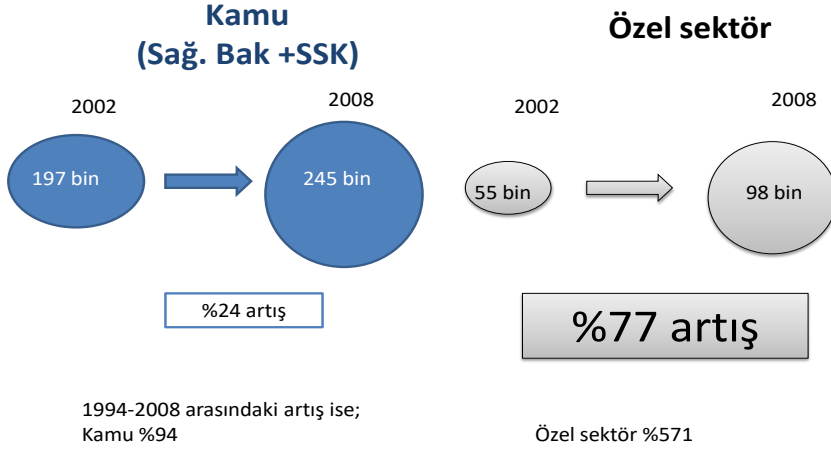 Kamu
(Sağ. Bak +SSK)
2002
2008
197 bin
245 bin
%24 artış
1994-2008 arasındaki artış ise;
Kamu %94
Özel sektör
2002
2008
55 bin
98 bin
%77 artış
Özel sektör %571